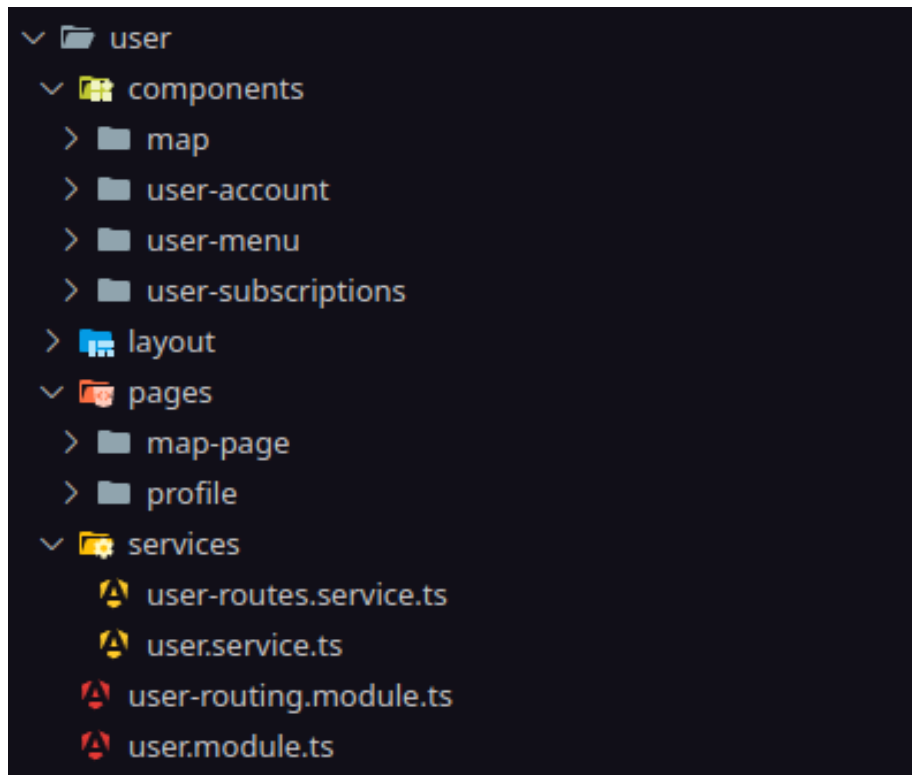 user
components
map
user-account
user-menu
user-subscriptions
layout
pages
map-page
profile
services
user-routes.service.ts
user.service.ts
user-routing.module.ts
user.module.ts